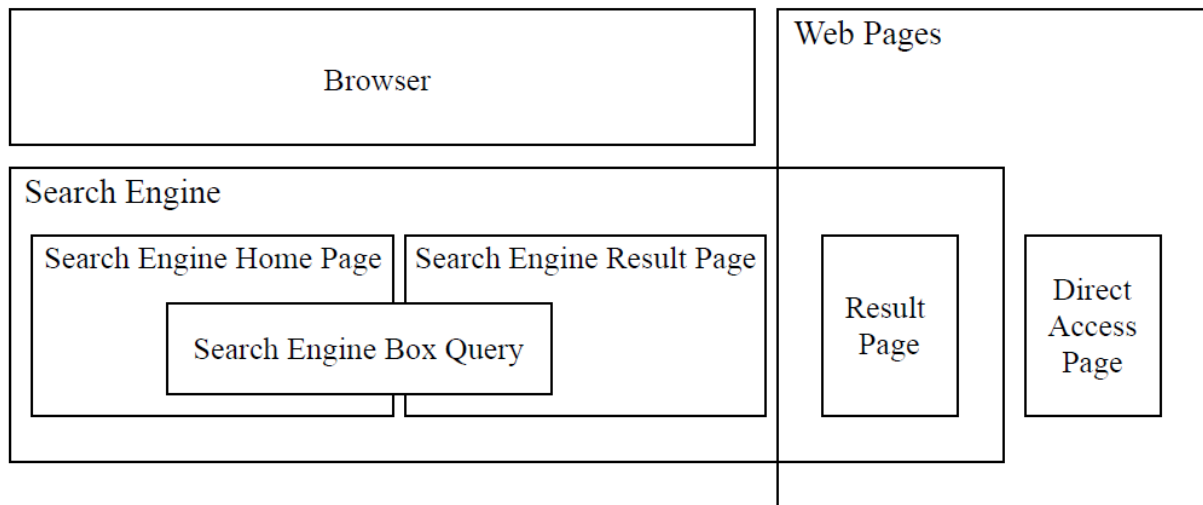 Web Pages
Browser
Search Engine
Search Engine Home Page
Search Engine Result Page
Search Engine Box Query
Result
Page
Direct
Access
Page